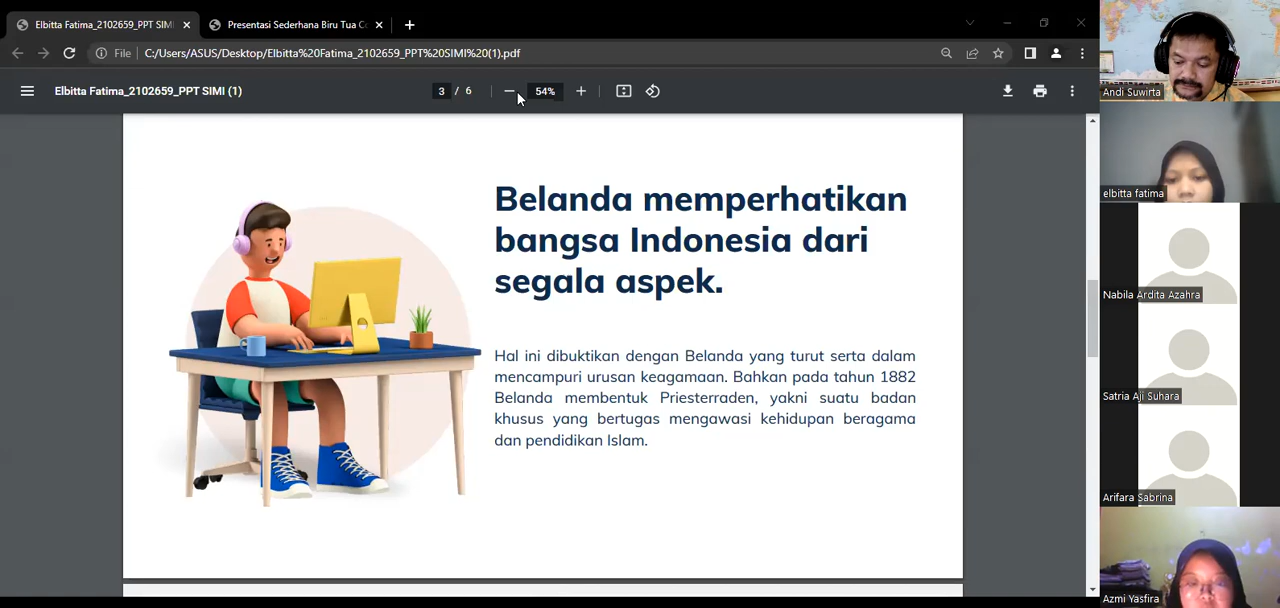 Elbitta Fatima_2102659_PPT SIMI
Presentasi Sederhana Biru Tua Co
File
C:/Users/ASUS/Desktop/Elbitta%20Fatima_2102659_PPT%20SIMI%20(1).pdf
Elbitta Fatima_2102659_PPT SIMI (1)
3 / 6
54%
Belanda memperhatikan
bangsa Indonesia dari
segala aspek.
Hal ini dibuktikan dengan Belanda yang turut serta dalam
mencampuri urusan keagamaan. Bahkan pada tahun 1882
Belanda membentuk Priesterraden, yakni suatu badan
khusus yang bertugas mengawasi kehidupan beragama
dan pendidikan Islam.
Andi Suwirta
elbitta fatima
Nabila Ardita Azahra
Satria Aji Suhara
Arifara Sabrina
Azmi Yasfira